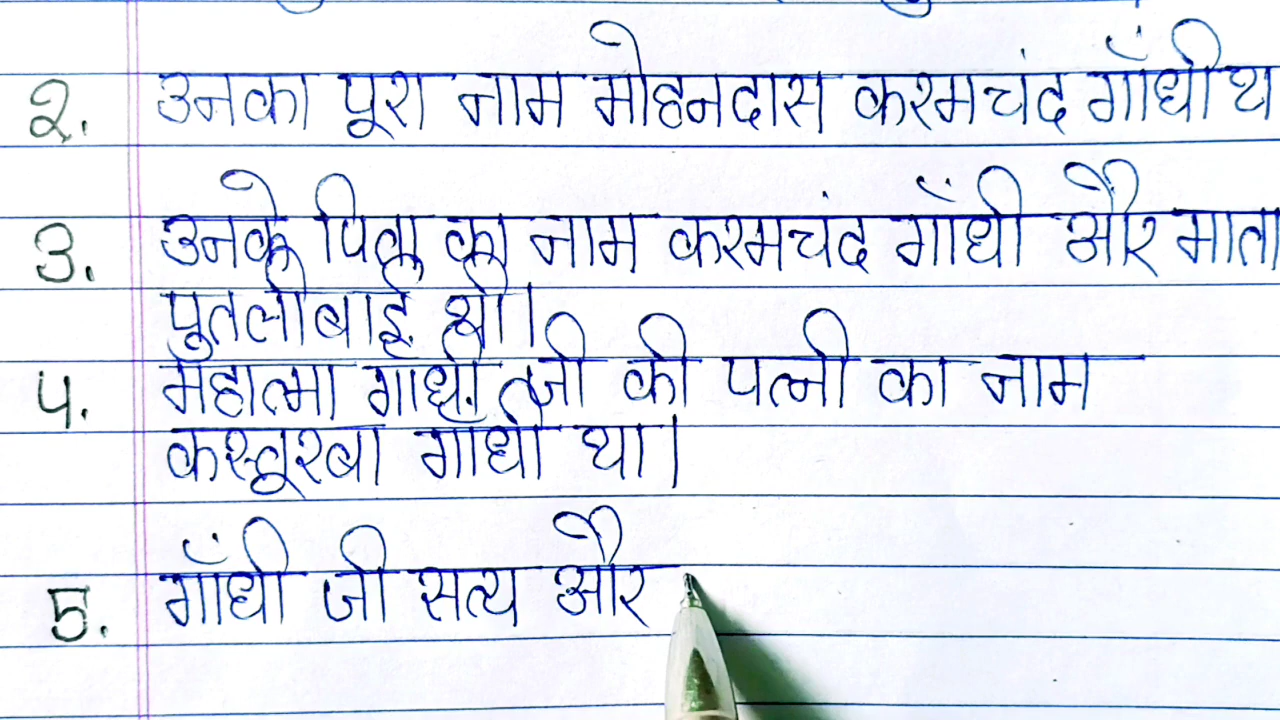 2. उनका पूरा नाम मोहनदास करमचंद गाँधी थ
3. उनके पिता का नाम करमचंद गाँधी और माता
पुतलीबाई थी।
4. महात्मा गाँधी जी की पत्नी का नाम
कस्तूरबा गाँधी था।
5. गाँधी जी सत्य और